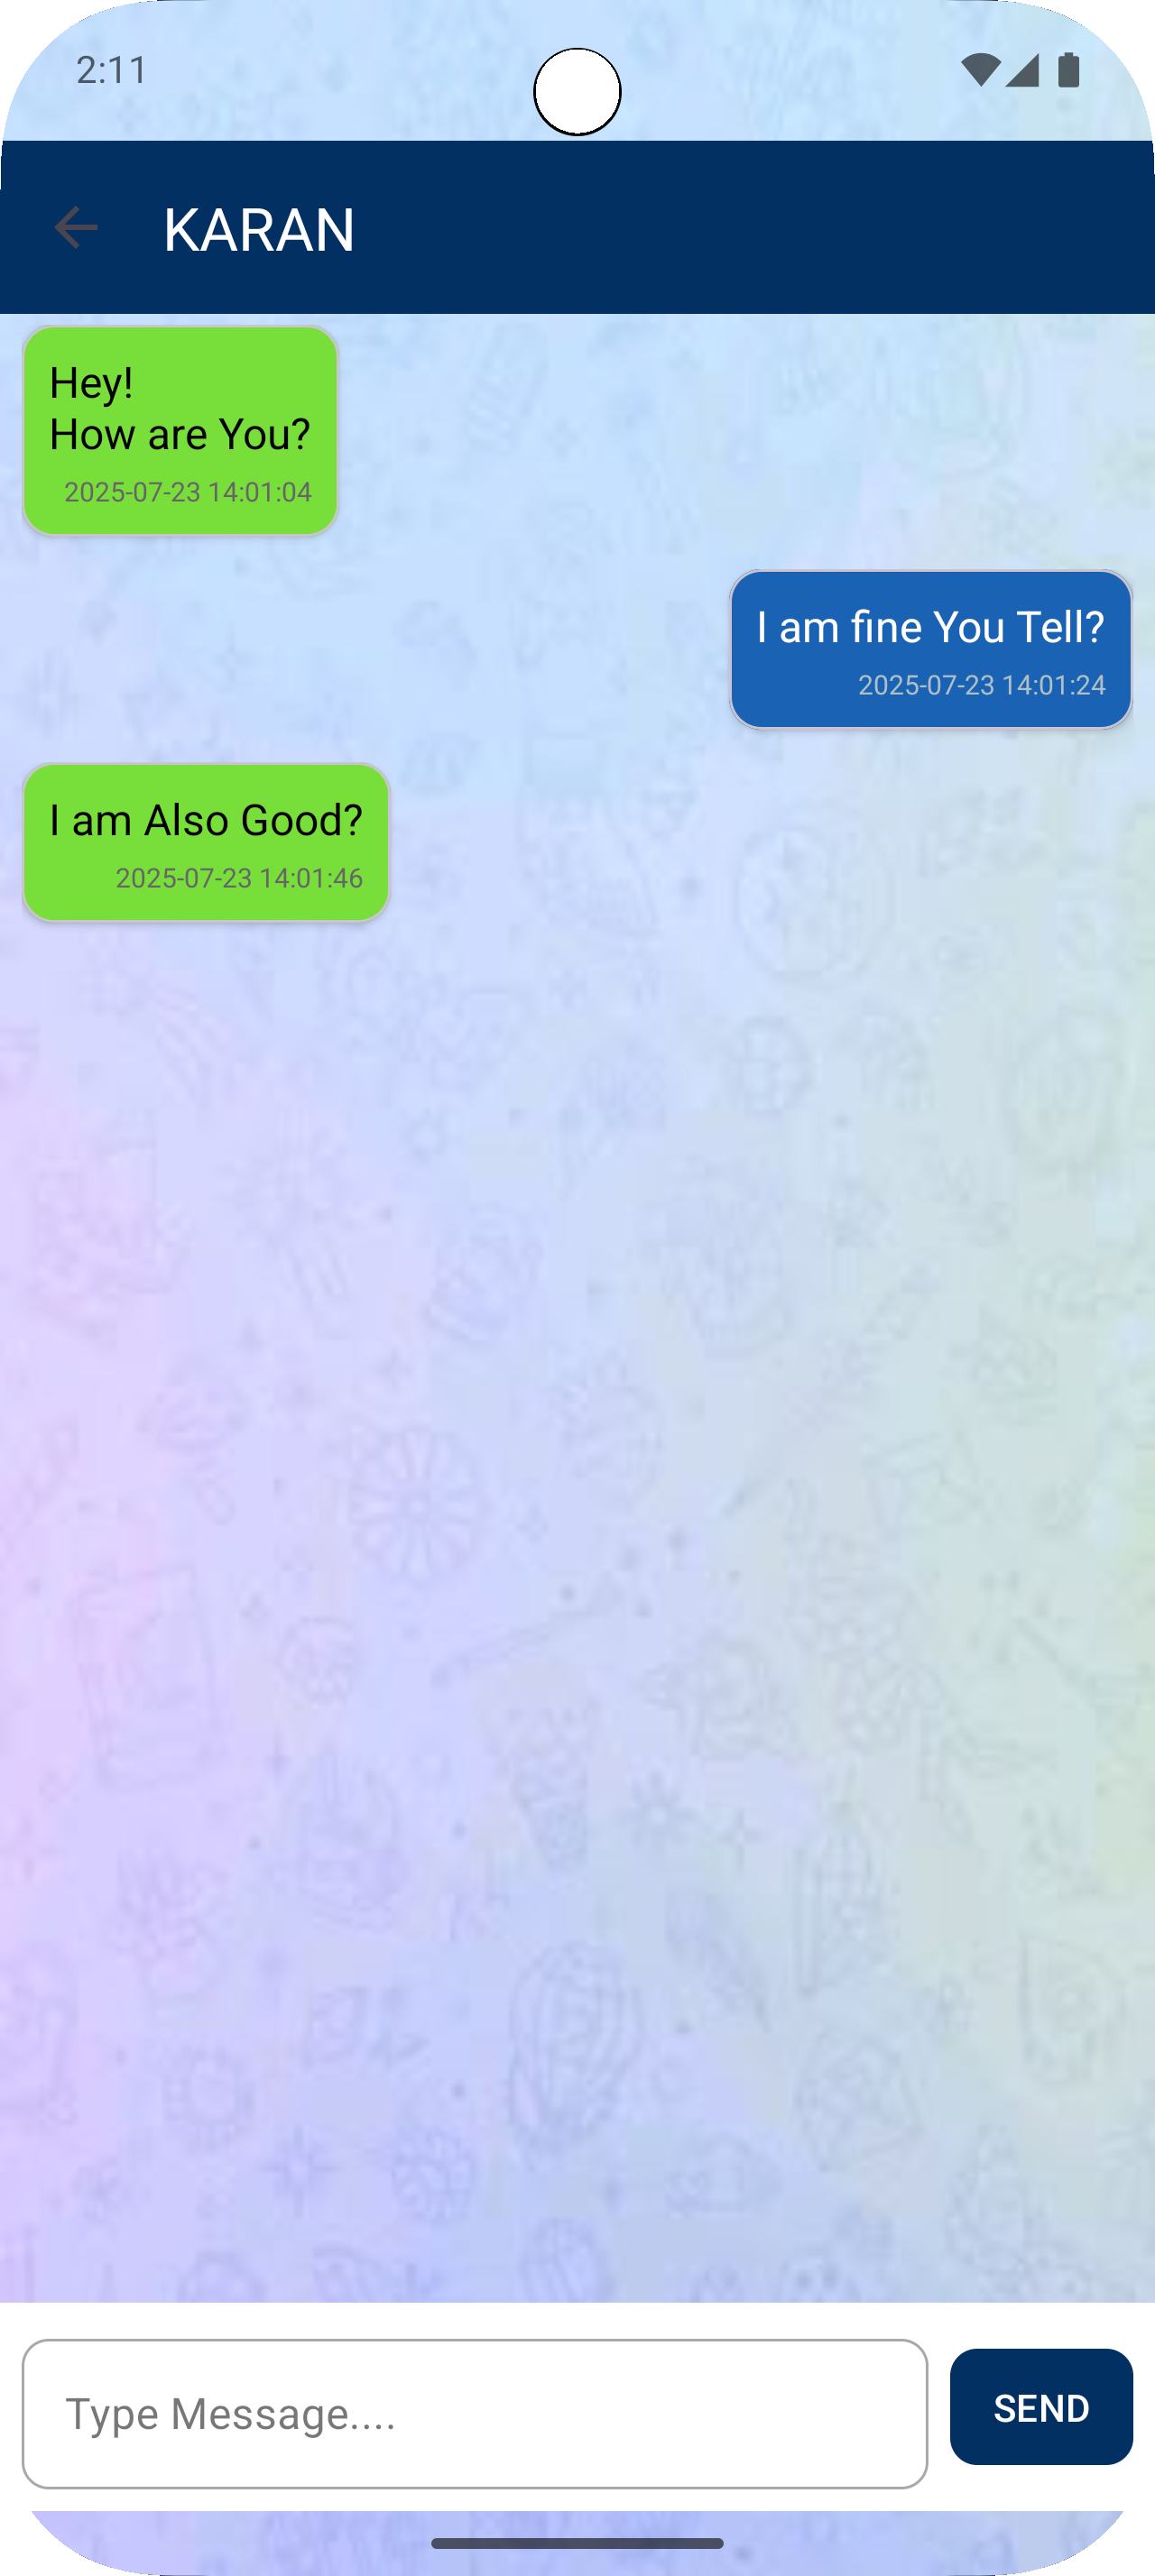 2:11
KARAN
Hey!
How are You?
2025-07-23 14:01:04
I am fine You Tell?
2025-07-23 14:01:24
I am Also Good?
2025-07-23 14:01:46
Type Message....
SEND